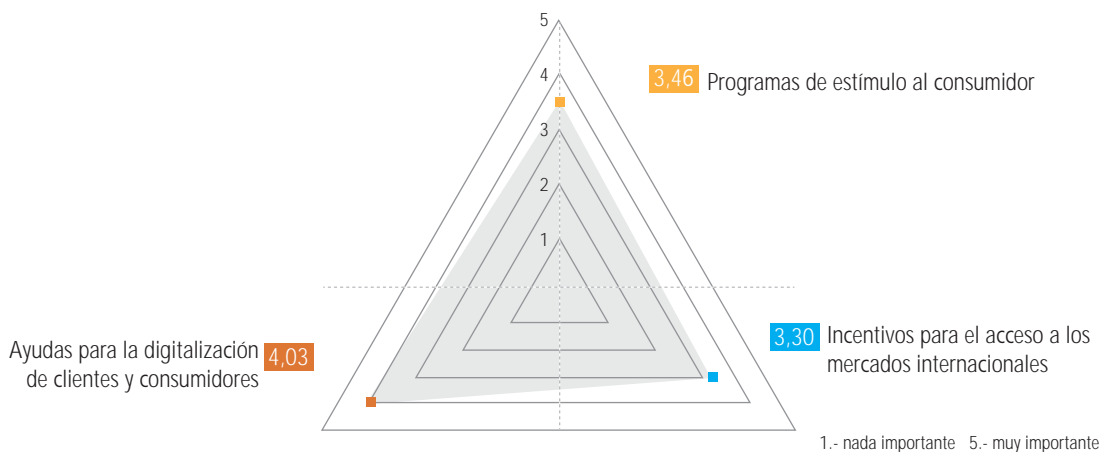 5
4
3
2
1
3,46 Programas de estímulo al consumidor
Ayudas para la digitalización
de clientes y consumidores
4,03
3,30 Incentivos para el acceso a los
mercados internacionales
1.- nada importante 5.- muy importante